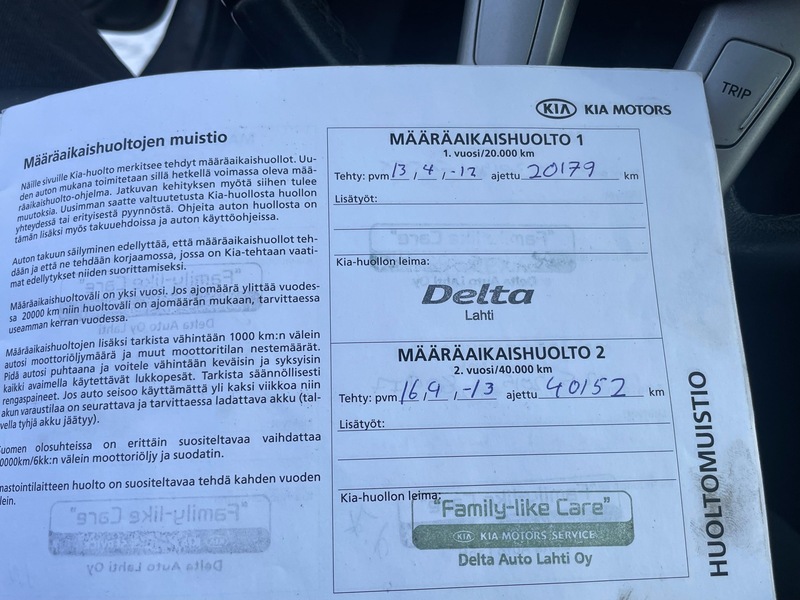 TRIP
KIA KIA MOTORS
Määräaikaishuoltojen muistio
Näille sivuille Kia-huolto merkitsee tehdyt määräaikaishuollot. Uu-
den auton mukana toimitetaan sillä hetkellä voimassa oleva mää-
räaikaishuolto-ohjelma. Jatkuvan kehityksen myötä siihen tulee
muutoksia. Uusimman saatte valtuutetusta Kia-huollosta huollon
yhteydessä tai erityisestä pyynnöstä. Ohjeita auton huollosta on
tämän lisäksi myös takuuehdoissa ja auton käyttöohjeissa.
Auton takuun säilyminen edellyttää, että määräaikaishuollot teh-
dään ja että ne tehdään korjaamossa, jossa on Kia-tehtaan vaati-
mat edellytykset niiden suorittamiseksi.
Määräaikaishuoltoväli on yksi vuosi. Jos ajomäärä ylittää vuodes-
sa 20000 km niin huoltoväli on ajomäärän mukaan, tarvittaessa
useamman kerran vuodessa.
Määräaikaishuoltojen lisäksi tarkista vähintään 1000 km:n välein
autosi moottoriöljymäärä ja muut moottoritilan nestemäärät.
Pidä autosi puhtaana ja voitele vähintään keväisin ja syksyisin
kaikki avaimella käytettävät lukkopesät. Tarkista säännöllisesti
rengaspaineet. Jos auto seisoo käyttämättä yli kaksi viikkoa niin
akun varaustilaa on seurattava ja tarvittaessa ladattava akku (tal-
vella tyhjä akku jäätyy).
Suomen olosuhteissa on erittäin suositeltavaa vaihdattaa
0000km/6kk:n välein moottoriöljy ja suodatin.
mastointilaitteen huolto on suositeltavaa tehdä kahden vuoden
lein.
MÄÄRÄAIKAISHUOLTO 1
1. vuosi/20.000 km
Tehty: pvm 13, 4, -12 ajettu 20179 km
Lisätyöt:
Kia-huollon leima:
Delta
Lahti
MÄÄRÄAIKAISHUOLTO 2
2. vuosi/40.000 km
Tehty: pvm 16, 4, -13 ajettu 40152 km
Lisätyöt:
Kia-huollon leima:
"Family-like Care"
KIA KIA MOTORS SERVICE
Delta Auto Lahti Oy
HUOLTOMUISTIO